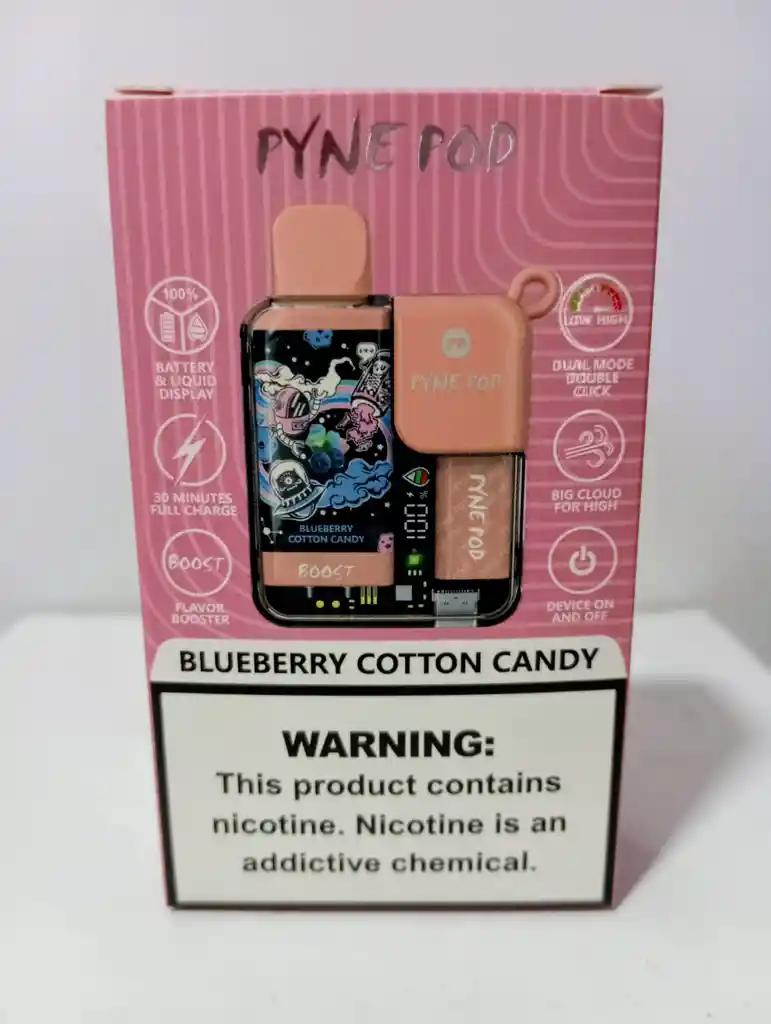 PYNE POD
100%
BATTERY
& LIQUID
DISPLAY
30 MINUTES
FULL CHARGE
BOOST
FLAVOR
BOOSTER
PYNE POD
BLUEBERRY
COTTON CANDY
BOOST
100%
PYNE POD
LOW HIGH
DUAL MODE
DOUBLE
CLICK
BIG CLOUD
FOR HIGH
DEVICE ON
AND OFF
BLUEBERRY COTTON CANDY
WARNING:
This product contains
nicotine. Nicotine is an
addictive chemical.